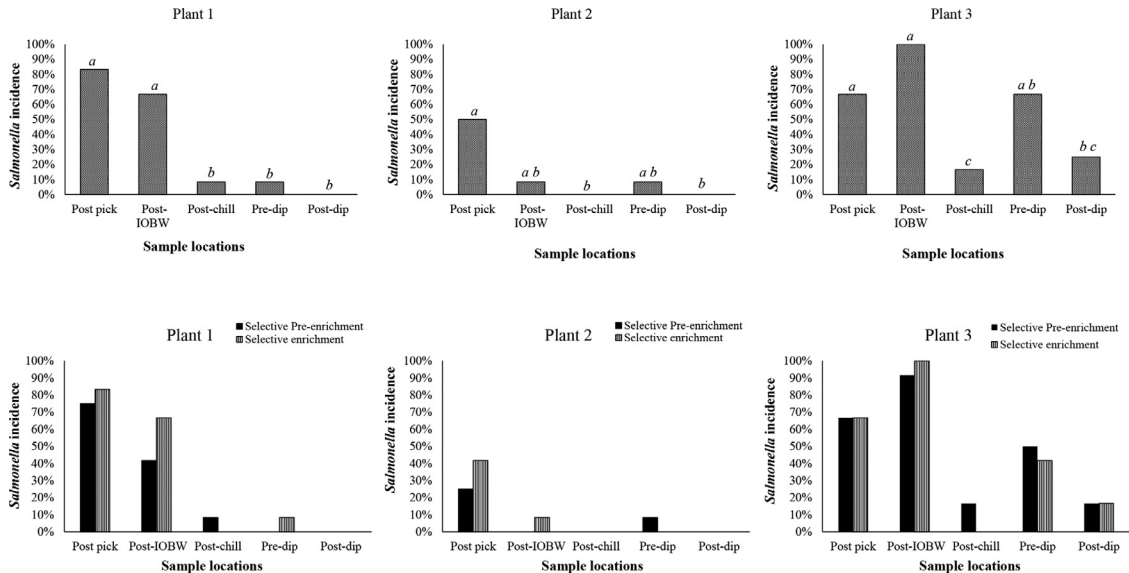 Plant 1
Salmonella incidence
100%
90%
80%
70%
60%
50%
40%
30%
20%
10%
0%
a
a
b
b
b
Post pick
Post-
IOBW
Post-chill
Pre-dip
Post-dip
Sample locations
Plant 2
Salmonella incidence
100%
90%
80%
70%
60%
50%
40%
30%
20%
10%
0%
a
a b
b
a b
b
Post pick
Post-
IOBW
Post-chill
Pre-dip
Post-dip
Sample locations
Plant 3
Salmonella incidence
100%
90%
80%
70%
60%
50%
40%
30%
20%
10%
0%
a
a
c
a b
b c
Post pick
Post-
IOBW
Post-chill
Pre-dip
Post-dip
Sample locations
Plant 1
Selective Pre-enrichment
Selective enrichment
Salmonella incidence
100%
90%
80%
70%
60%
50%
40%
30%
20%
10%
0%
Post pick
Post-IOBW
Post-chill
Pre-dip
Post-dip
Sample locations
Plant 2
Selective Pre-enrichment
Selective enrichment
Salmonella incidence
100%
90%
80%
70%
60%
50%
40%
30%
20%
10%
0%
Post pick
Post-IOBW
Post-chill
Pre-dip
Post-dip
Sample locations
Plant 3
Selective Pre-enrichment
Selective enrichment
Salmonella incidence
100%
90%
80%
70%
60%
50%
40%
30%
20%
10%
0%
Post pick
Post-IOBW
Post-chill
Pre-dip
Post-dip
Sample locations